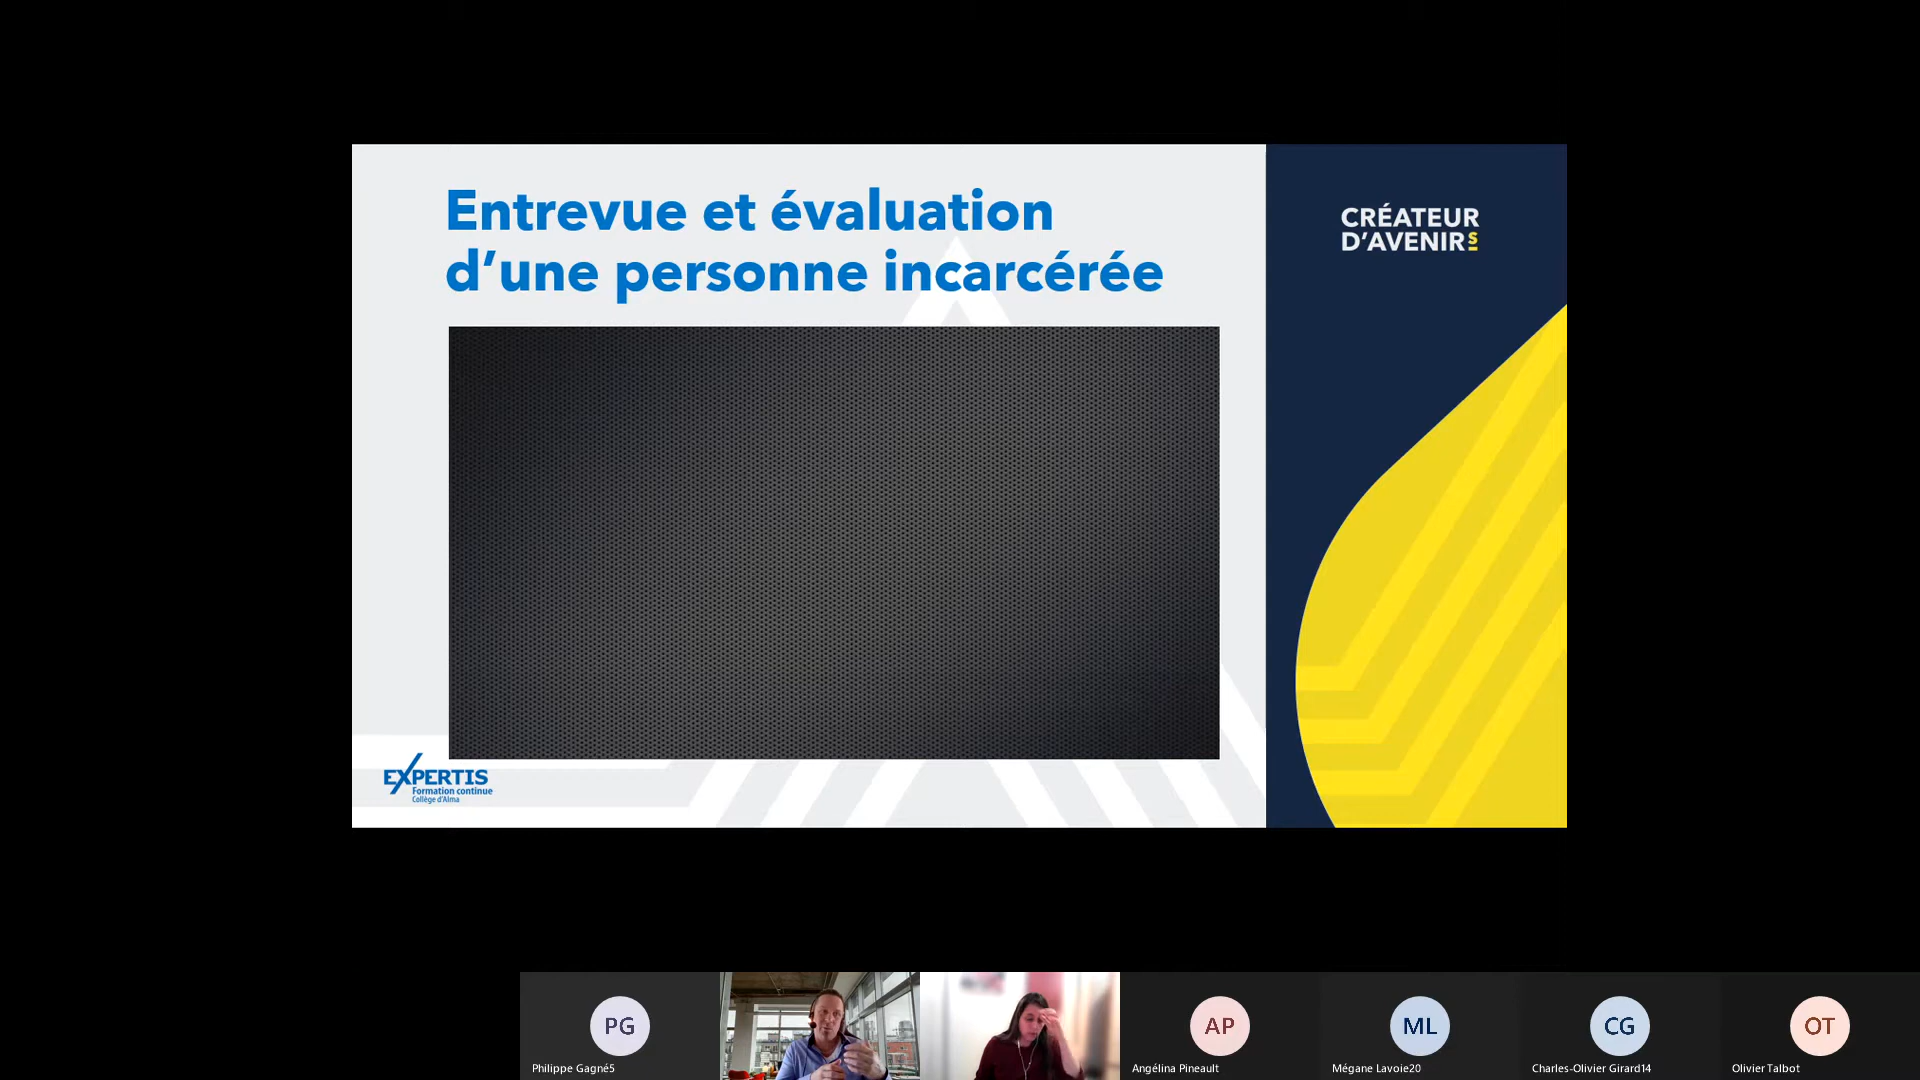 Entrevue et évaluation
d’une personne incarcérée
CRÉATEUR
D’AVENIRS
EXPERTIS
Formation continue
Collège d'Alma
PG
AP
ML
CG
OT
Philippe Gagné5
Angélina Pineault
Mégane Lavoie20
Charles-Olivier Girard14
Olivier Talbot